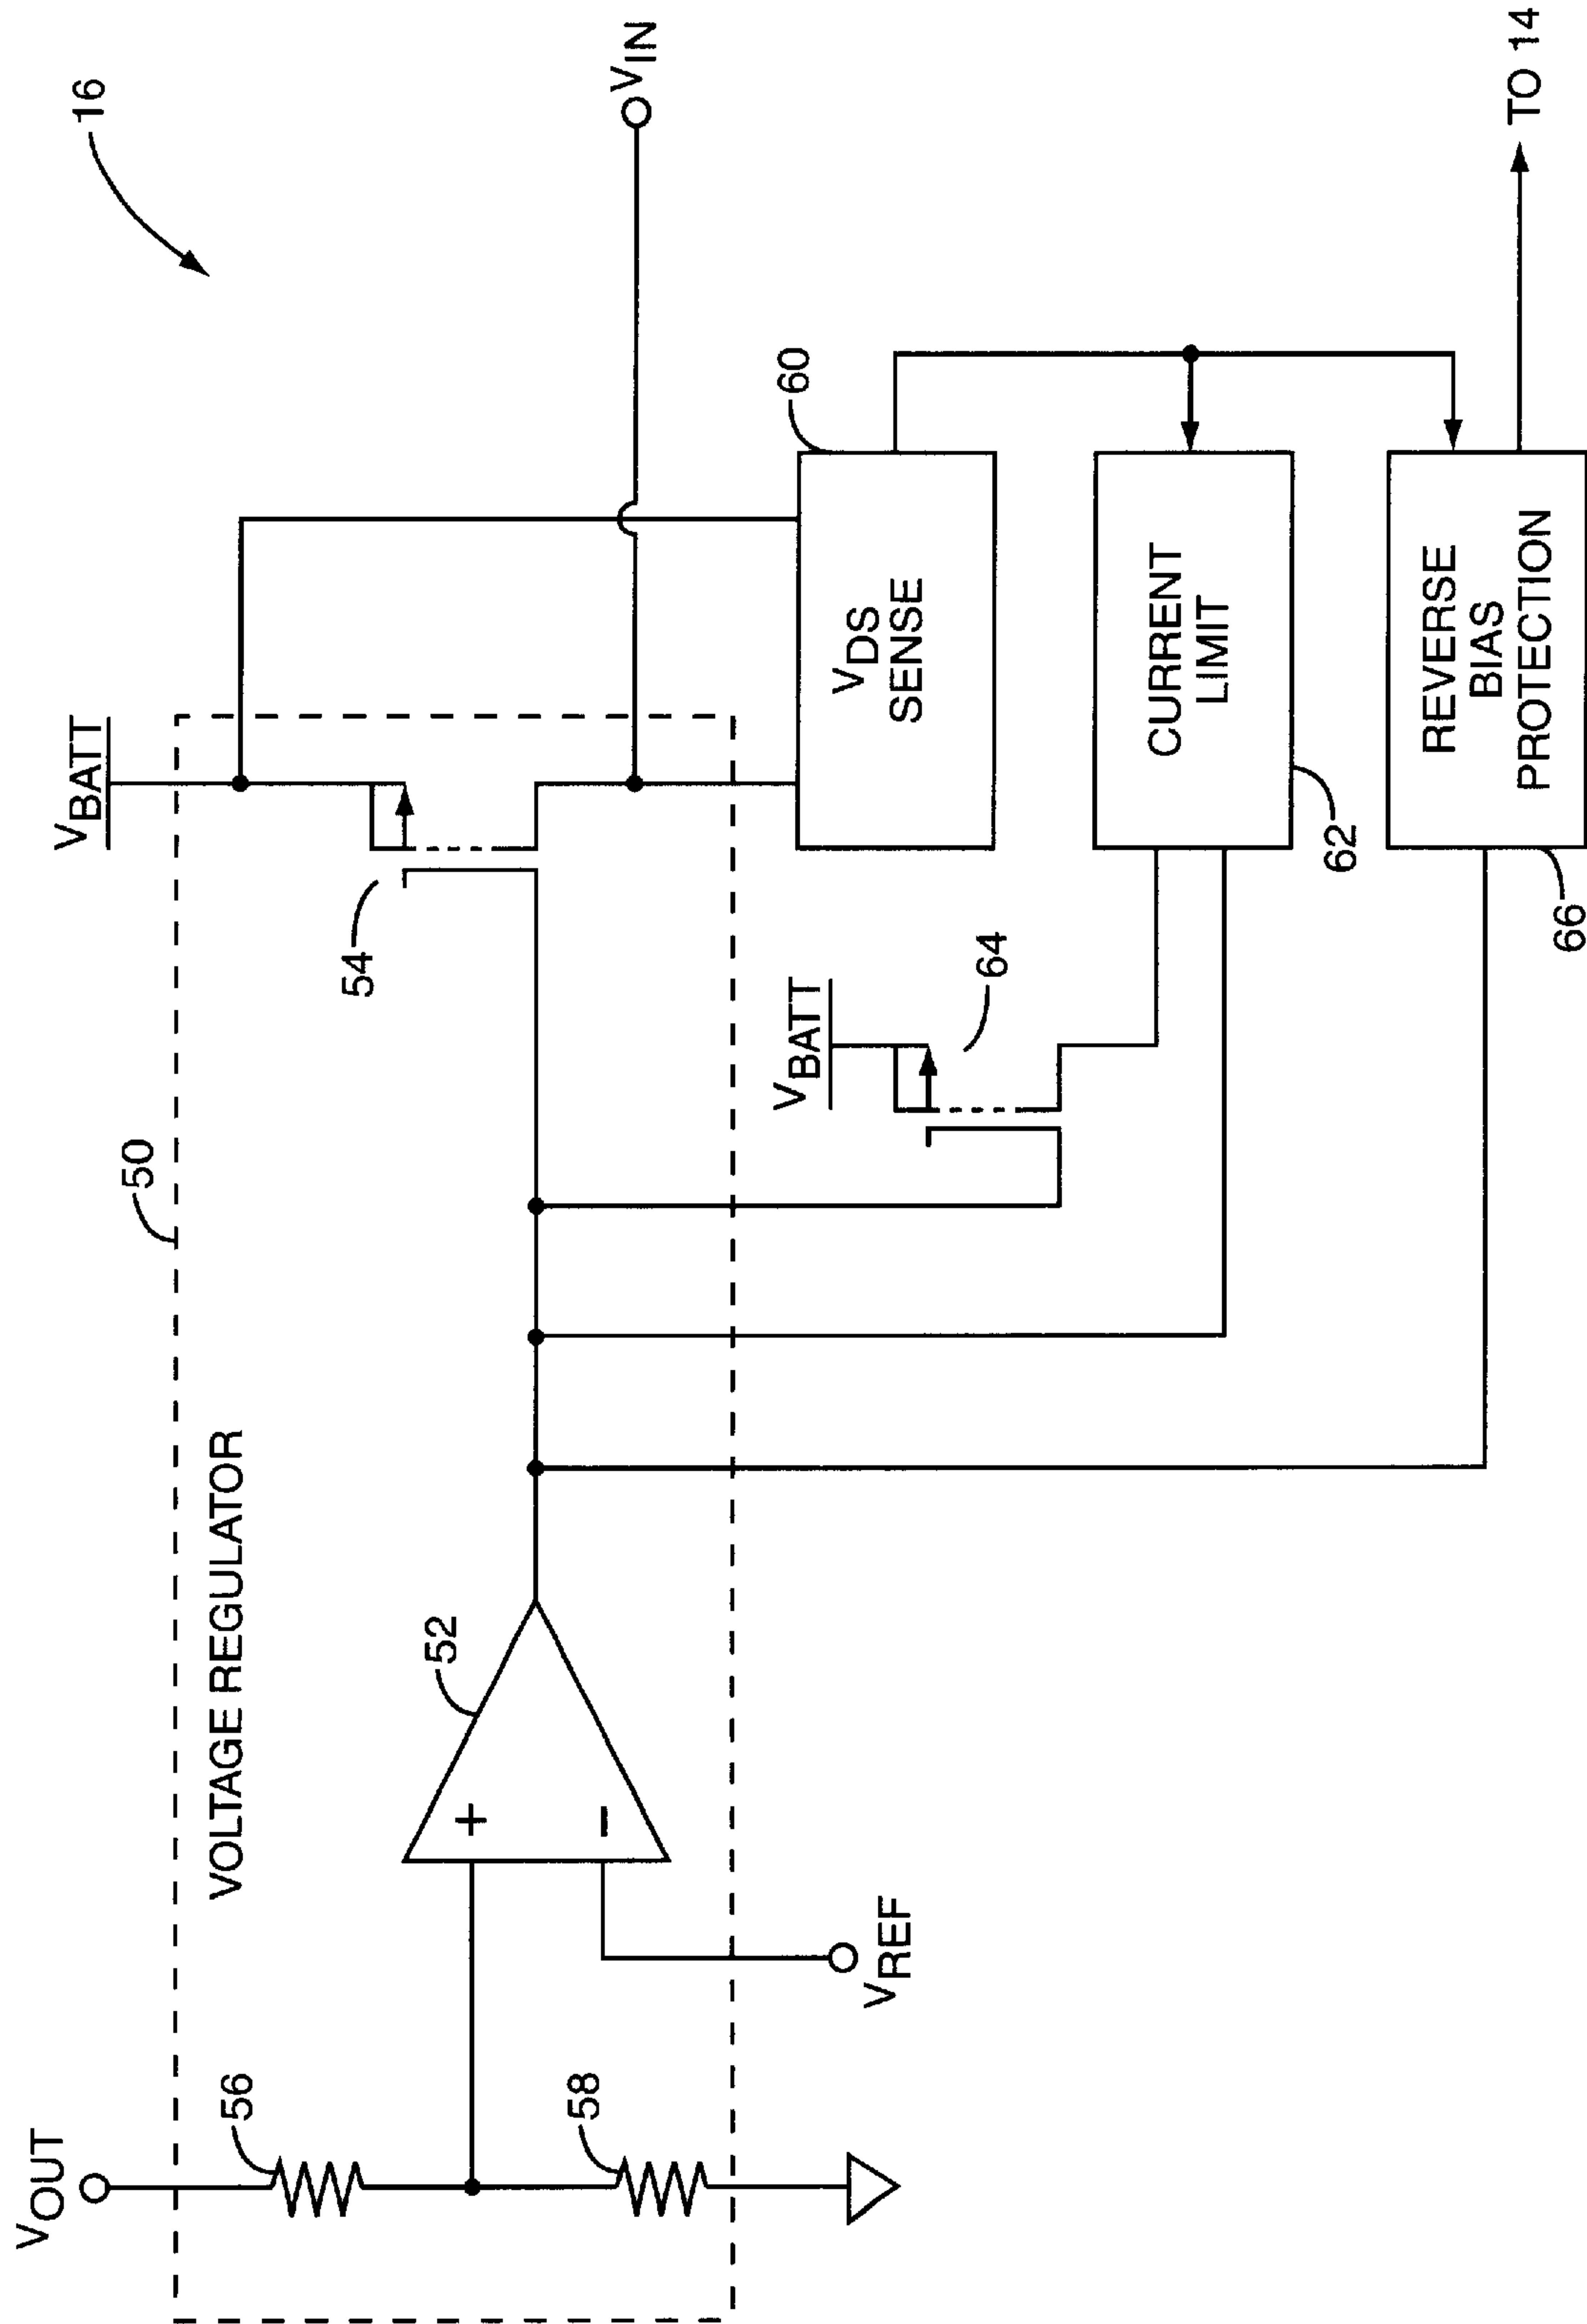 16
VBATT
VOUT
50
VOLTAGE REGULATOR
54
56
52
+
−
58
VIN
VREF
VBATT
64
60
VDS
SENSE
CURRENT
LIMIT
62
REVERSE
BIAS
PROTECTION
66
TO 14